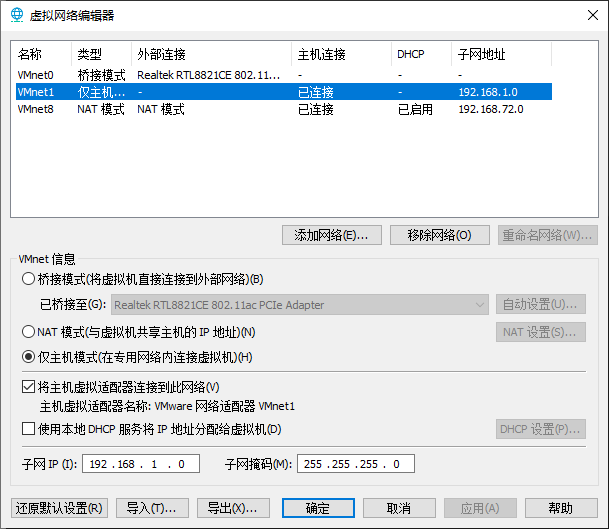 虚拟网络编辑器
名称 类型 外部连接 主机连接 DHCP 子网地址
VMnet0 桥接模式 Realtek RTL8821CE 802.11... - - -
VMnet1 仅主机... - 已连接 - 192.168.1.0
VMnet8 NAT 模式 NAT 模式 已连接 已启用 192.168.72.0
添加网络(E)... 移除网络(O) 重命名网络(W)...
VMnet 信息
桥接模式(将虚拟机直接连接到外部网络)(B)
已桥接至(G): Realtek RTL8821CE 802.11ac PCIe Adapter 自动设置(U)...
NAT 模式(与虚拟机共享主机的 IP 地址)(N) NAT 设置(S)...
仅主机模式(在专用网络内连接虚拟机)(H)
将主机虚拟适配器连接到此网络(V)
主机虚拟适配器名称: VMware 网络适配器 VMnet1
使用本地 DHCP 服务将 IP 地址分配给虚拟机(D) DHCP 设置(P)...
子网 IP (I): 192 . 168 . 1 . 0 子网掩码(M): 255 . 255 . 255 . 0
还原默认设置(R) 导入(T)... 导出(X)... 确定 取消 应用(A) 帮助